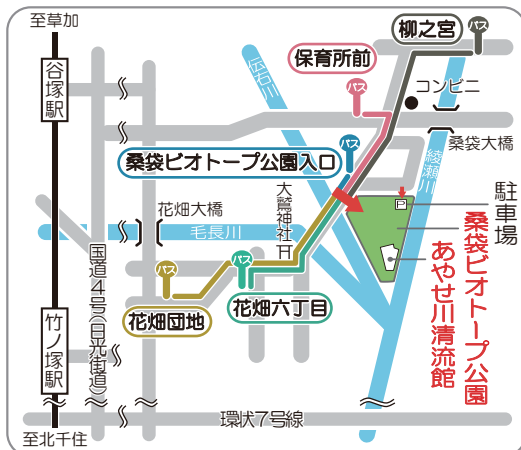 至草加
谷塚駅
竹ノ塚駅
至北千住
国道4号(日光街道)
伝右川
保育所前
バス
柳之宮
バス
コンビニ
桑袋大橋
綾瀬川
桑袋ビオトープ公園入口
バス
花畑大橋
毛長川
大鷲神社
P
駐車場
桑袋ビオトープ公園
あやせ川清流館
バス
花畑団地
バス
花畑六丁目
環状7号線